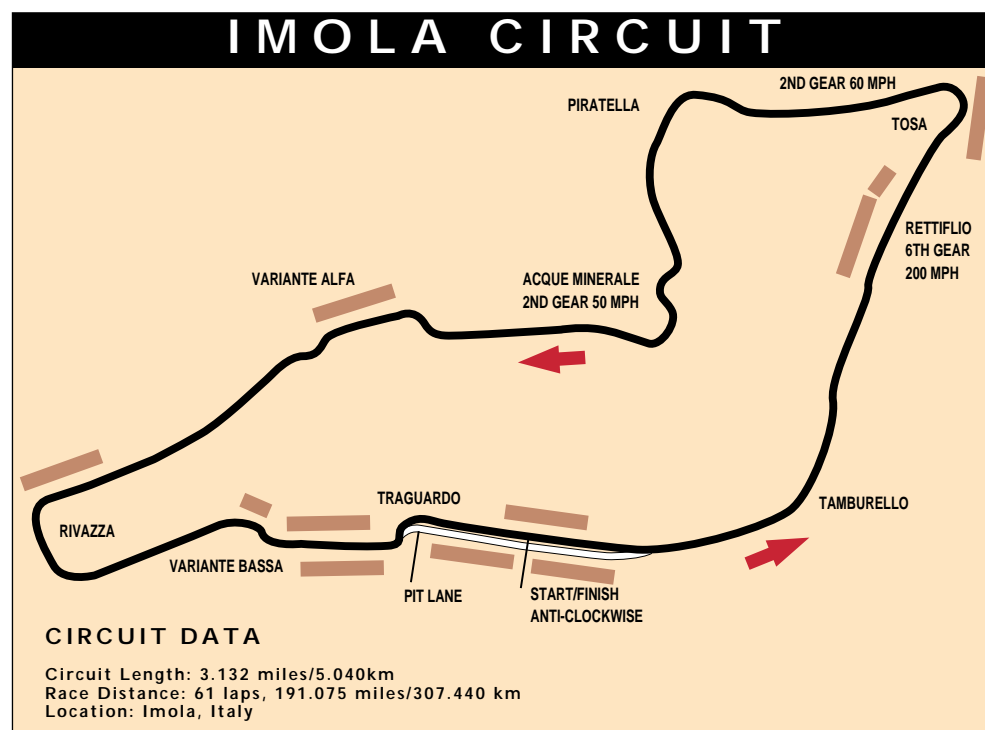 IMOLA CIRCUIT
2ND GEAR 60 MPH
PIRATELLA
TOSA
RETTIFLIO
6TH GEAR
200 MPH
VARIANTE ALFA
ACQUE MINERALE
2ND GEAR 50 MPH
TRAGUARDO
TAMBURELLO
RIVAZZA
VARIANTE BASSA
PIT LANE
START/FINISH
ANTI-CLOCKWISE
CIRCUIT DATA
Circuit Length: 3.132 miles/5.040km
Race Distance: 61 laps, 191.075 miles/307.440 km
Location: Imola, Italy